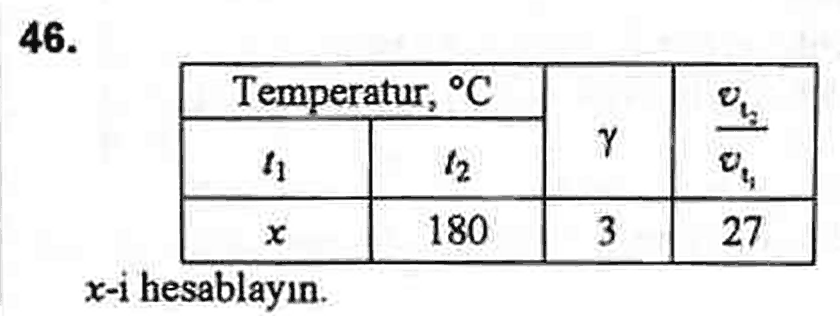 46.
Temperatur, °C
t₁ t₂ γ v_t₂ / v_t₁
x 180 3 27
x-i hesablayın.